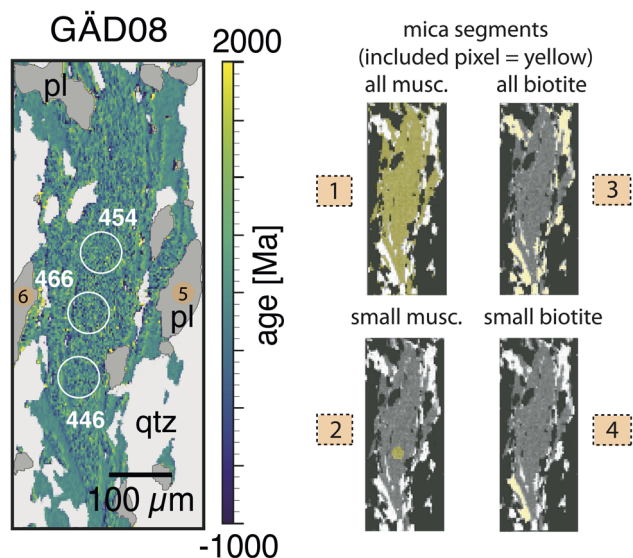 GÄD08
pl
454
466
6
5
pl
446
qtz
100 µm
2000
age [Ma]
-1000
mica segments
(included pixel = yellow)
all musc.
all biotite
1
3
small musc.
small biotite
2
4